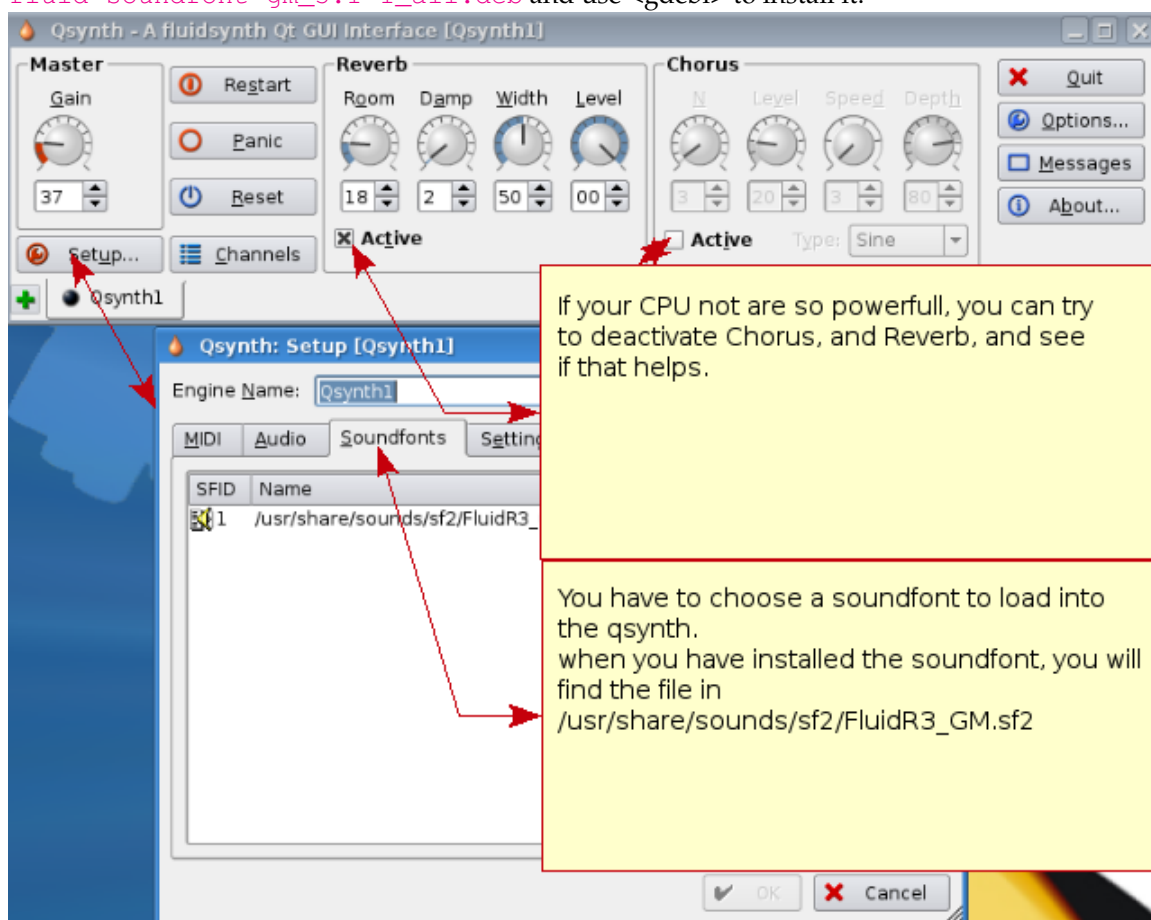 fluid-soundfont-gm_3.1-1_all.deb and use <gdebi> to install it.
Qsynth - A fluidsynth Qt GUI Interface [Qsynth1]
Master
Gain
37
Setup...
Restart
Panic
Reset
Channels
Reverb
Room Damp Width Level
18 2 50 00
Active
Chorus
N Level Speed Depth
3 20 3 80
Active Type: Sine
Quit
Options...
Messages
About...
Qsynth1
Qsynth: Setup [Qsynth1]
Engine Name: Qsynth1
MIDI Audio Soundfonts
SFID Name
1 /usr/share/sounds/sf2/FluidR3_
If your CPU not are so powerfull, you can try
to deactivate Chorus, and Reverb, and see
if that helps.
You have to choose a soundfont to load into
the qsynth.
when you have installed the soundfont, you will
find the file in
/usr/share/sounds/sf2/FluidR3_GM.sf2
OK Cancel